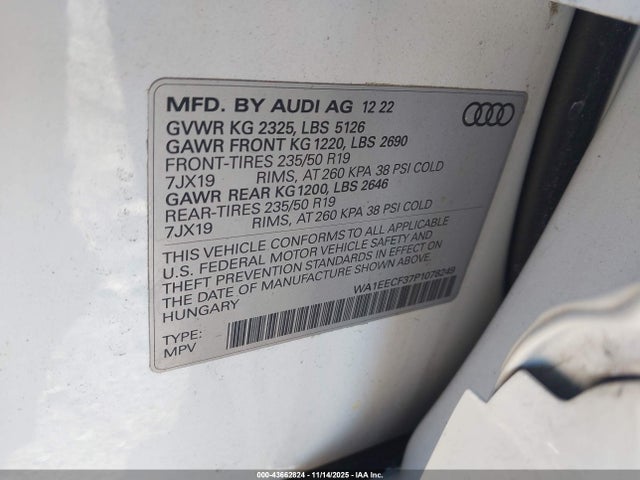 MFD. BY AUDI AG 12 22
GVWR KG 2325, LBS 5126
GAWR FRONT KG 1220, LBS 2690
FRONT-TIRES 235/50 R19
7JX19 RIMS, AT 260 KPA 38 PSI COLD
GAWR REAR KG 1200, LBS 2646
REAR-TIRES 235/50 R19
7JX19 RIMS, AT 260 KPA 38 PSI COLD
THIS VEHICLE CONFORMS TO ALL APPLICABLE
U.S. FEDERAL MOTOR VEHICLE SAFETY AND
THEFT PREVENTION STANDARDS IN EFFECT ON
THE DATE OF MANUFACTURE SHOWN ABOVE.
HUNGARY
WA1EECF37P1078249
TYPE:
MPV
000-43662824 - 11/14/2025 - IAA Inc.